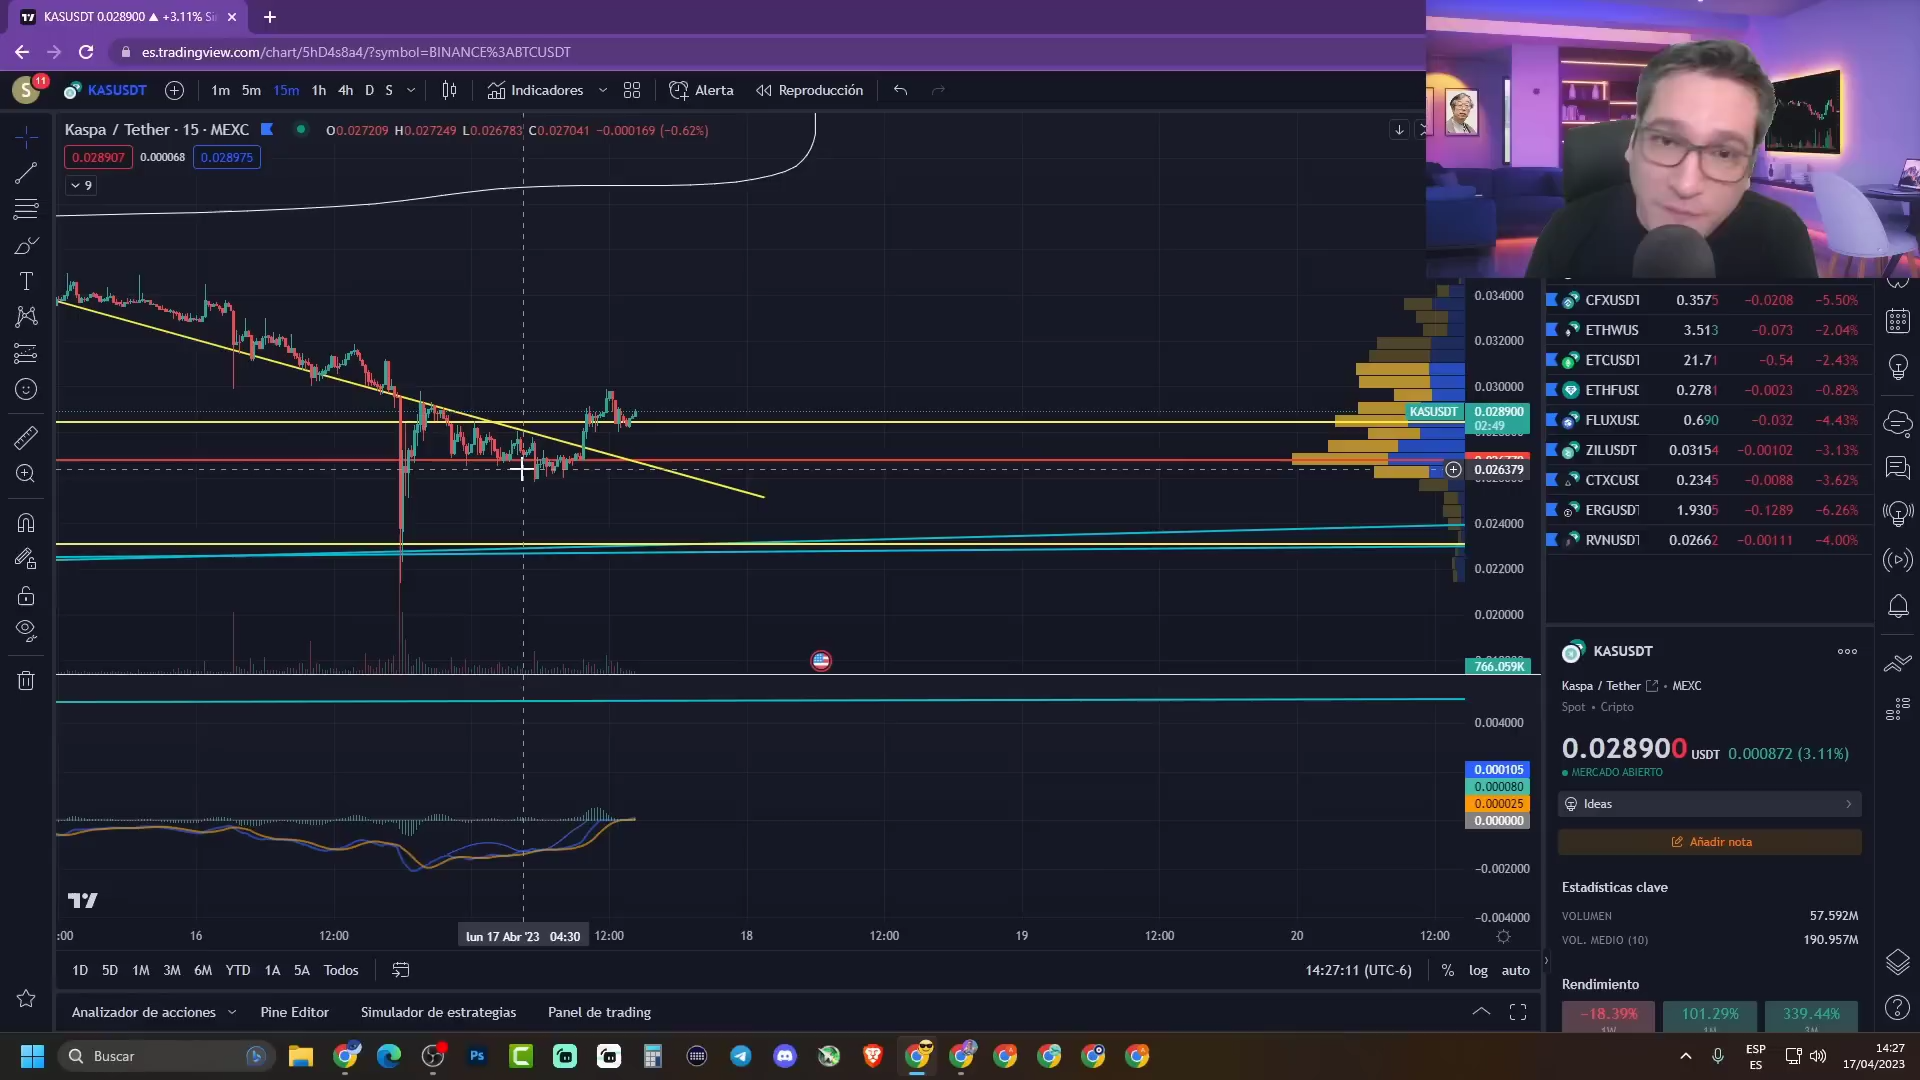 KASUSDT 0.028900 ▲ +3.11% Si
es.tradingview.com/chart/5hD4s8a4/?symbol=BINANCE%3ABTCUSDT
S 11 KASUSDT 1m 5m 15m 1h 4h D S Indicadores Alerta Reproducción
Kaspa / Tether · 15 · MEXC O0.027209 H0.027249 L0.026783 C0.027041 −0.000169 (−0.62%)
0.028907 0.000068 0.028975
9
0.034000
0.032000
0.030000
KASUSDT 0.028900
02:49
0.026379
0.024000
0.022000
0.020000
766.059K
0.004000
0.000105
0.000080
0.000025
0.000000
−0.002000
−0.004000
:00 16 12:00 lun 17 Abr '23 04:30 12:00 18 12:00 19 12:00 20 12:00
1D 5D 1M 3M 6M YTD 1A 5A Todos 14:27:11 (UTC-6) % log auto
Analizador de acciones Pine Editor Simulador de estrategias Panel de trading
CFXUSDT 0.3575 −0.0208 −5.50%
ETHWUS 3.513 −0.073 −2.04%
ETCUSDT 21.71 −0.54 −2.43%
ETHFUSD 0.2781 −0.0023 −0.82%
FLUXUSD 0.690 −0.032 −4.43%
ZILUSDT 0.03154 −0.00102 −3.13%
CTXCUSD 0.2345 −0.0088 −3.62%
ERGUSDT 1.9305 −0.1289 −6.26%
RVNUSDT 0.02662 −0.00111 −4.00%
KASUSDT
Kaspa / Tether • MEXC
Spot • Cripto
0.028900 USDT 0.000872 (3.11%)
MERCADO ABIERTO
Ideas
Añadir nota
Estadísticas clave
VOLUMEN 57.592M
VOL. MEDIO (10) 190.957M
Rendimiento
−18.39% 101.29% 339.44%
Buscar
Ps
ESP
ES
14:27
17/04/2023